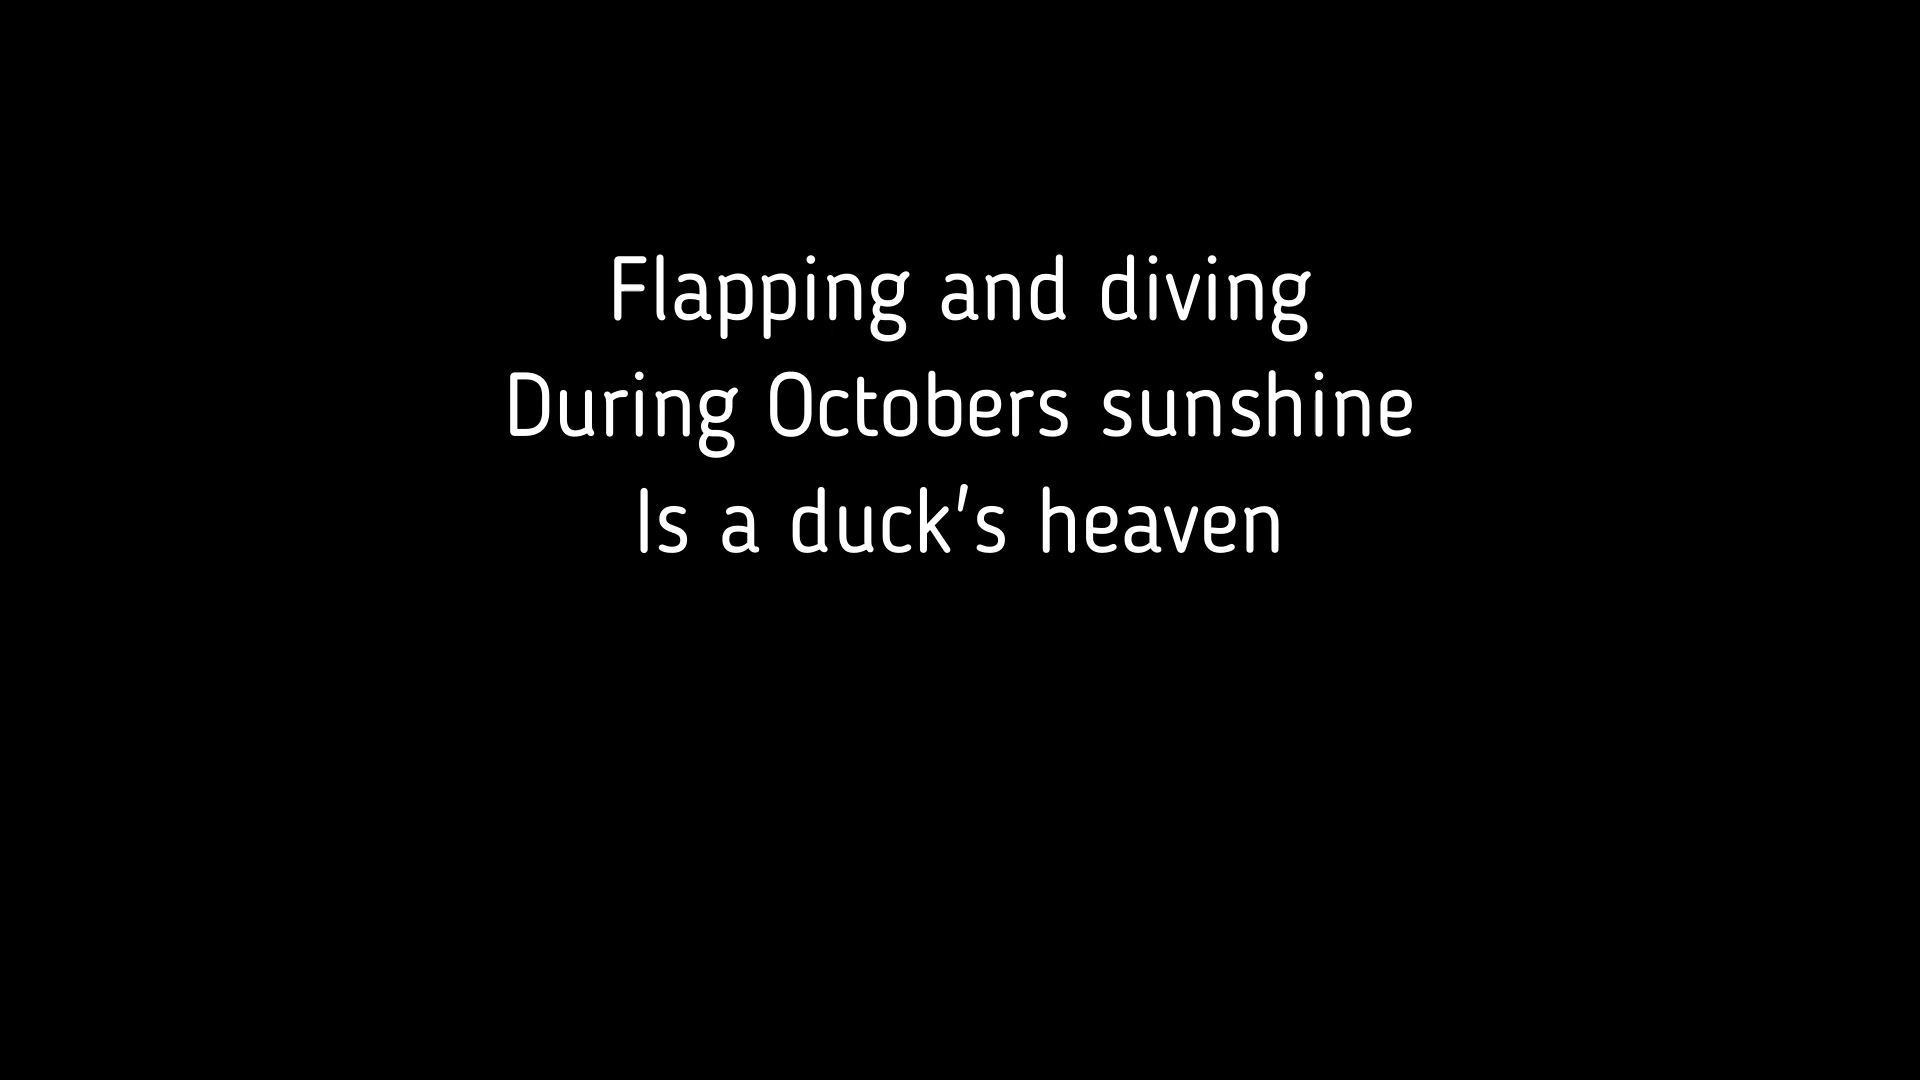 Flapping and diving
During Octobers sunshine
Is a duck's heaven